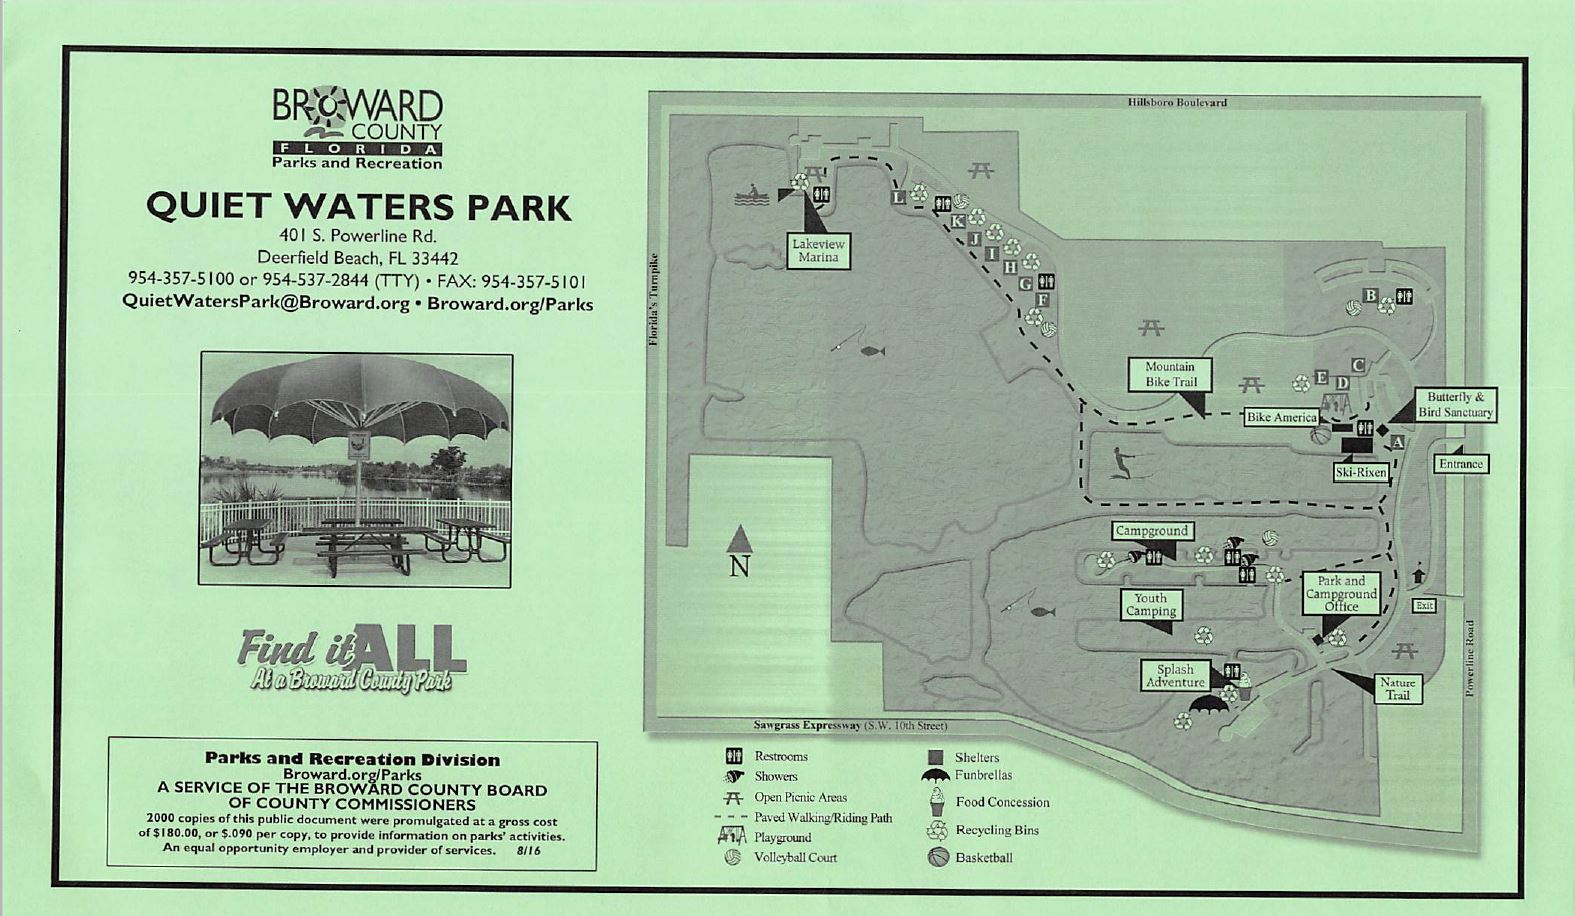 BROWARD
COUNTY
FLORIDA
Parks and Recreation
QUIET WATERS PARK
401 S. Powerline Rd.
Deerfield Beach, FL 33442
954-357-5100 or 954-537-2844 (TTY) • FAX: 954-357-5101
QuietWatersPark@Broward.org • Broward.org/Parks
Find it ALL
At a Broward County Park
Parks and Recreation Division
Broward.org/Parks
A SERVICE OF THE BROWARD COUNTY BOARD
OF COUNTY COMMISSIONERS
2000 copies of this public document were promulgated at a gross cost
of $180.00, or $.090 per copy, to provide information on parks' activities.
An equal opportunity employer and provider of services. 8/16
Hillsboro Boulevard
Florida's Turnpike
Lakeview
Marina
L
K
J
I
H
G
F
B
Mountain
Bike Trail
E
D
C
Bike America
Butterfly &
Bird Sanctuary
A
Ski-Rixen
Entrance
N
Campground
Youth
Camping
Park and
Campground
Office
Exit
Splash
Adventure
Nature
Trail
Powerline Road
Sawgrass Expressway (S.W. 10th Street)
Restrooms
Showers
Open Picnic Areas
Paved Walking/Riding Path
Playground
Volleyball Court
Shelters
Funbrellas
Food Concession
Recycling Bins
Basketball